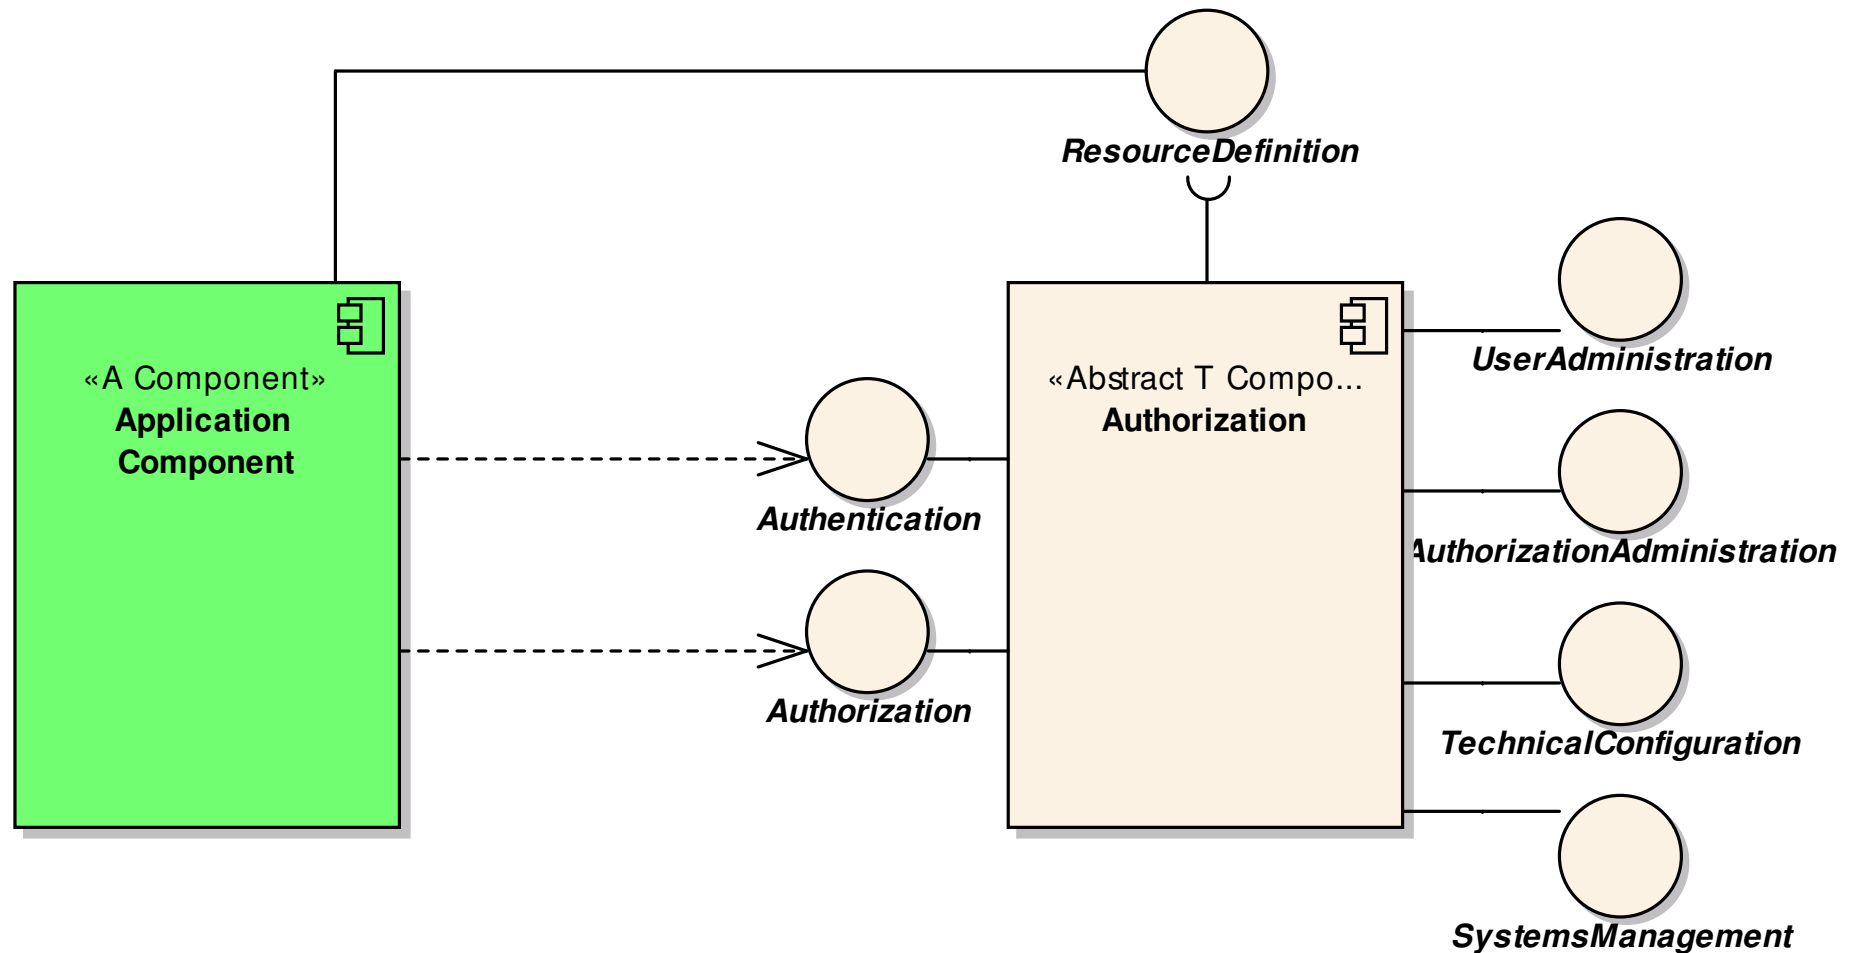 ResourceDefinition
«A Component»
Application
Component
«Abstract T Compo...
Authorization
UserAdministration
Authentication
AuthorizationAdministration
Authorization
TechnicalConfiguration
SystemsManagement